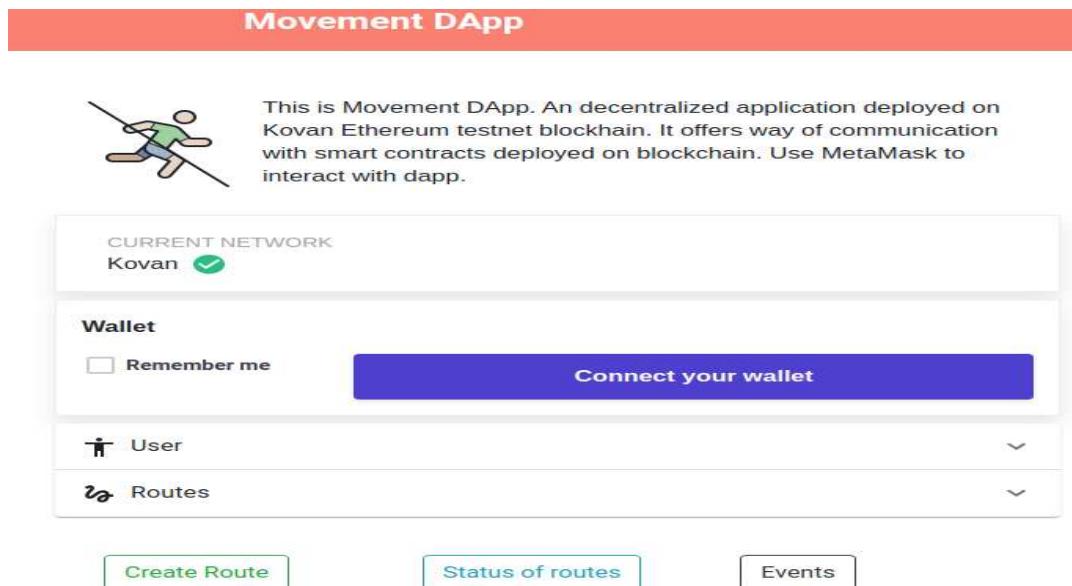 Movement DApp
This is Movement DApp. An decentralized application deployed on
Kovan Ethereum testnet blockhain. It offers way of communication
with smart contracts deployed on blockchain. Use MetaMask to
interact with dapp.
CURRENT NETWORK
Kovan
Wallet
Remember me
Connect your wallet
User
Routes
Create Route
Status of routes
Events